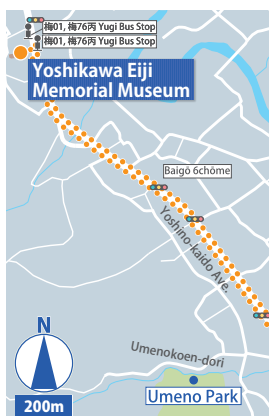 梅01, 梅76丙 Yugi Bus Stop
梅01, 梅76丙 Yugi Bus Stop
Yoshikawa Eiji
Memorial Museum
Baigō 6chōme
Yoshino-kaido Ave.
N
Umenokoen-dori
200m
Umeno Park